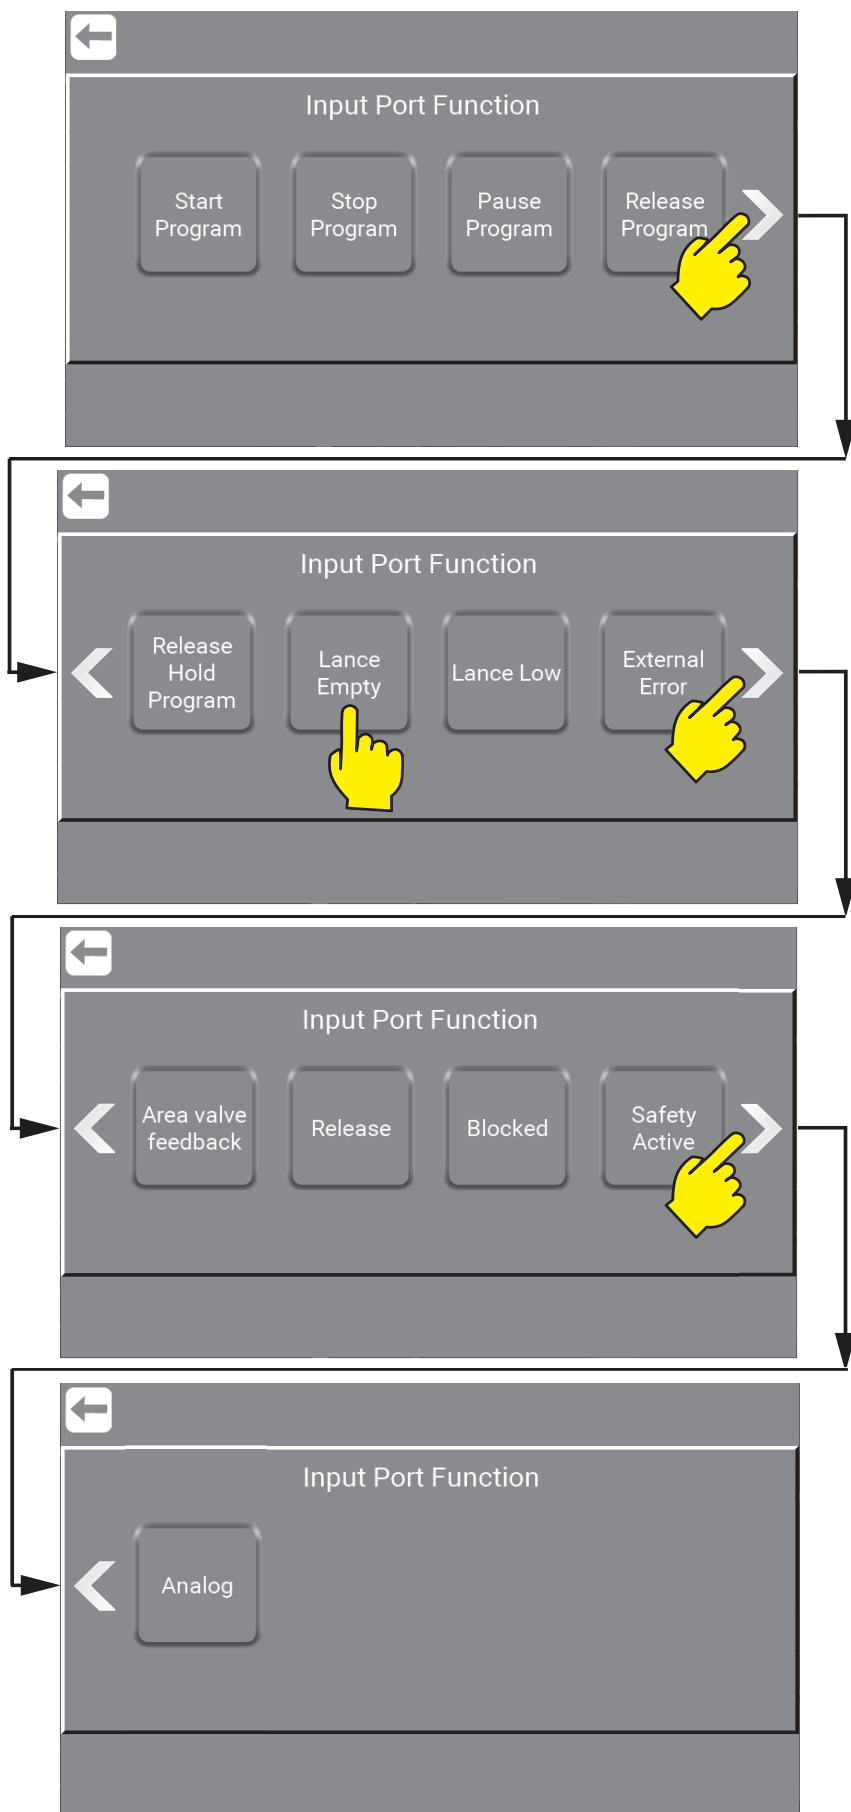 Input Port Function
Start
Program
Stop
Program
Pause
Program
Release
Program
Input Port Function
Release
Hold
Program
Lance
Empty
Lance Low
External
Error
Input Port Function
Area valve
feedback
Release
Blocked
Safety
Active
Input Port Function
Analog